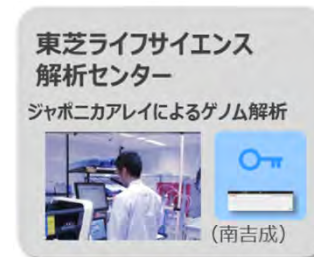 東芝ライフサイエンス
解析センター
ジャポニカアレイによるゲノム解析
(南吉成)